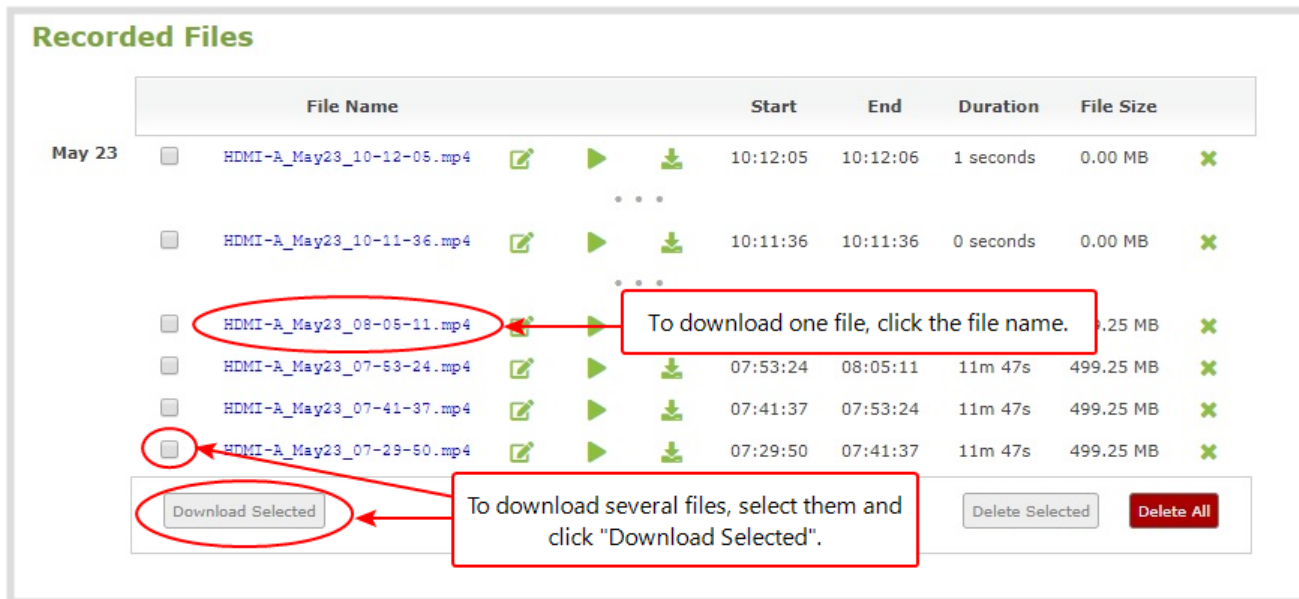 Recorded Files
File Name Start End Duration File Size
May 23 HDMI-A_May23_10-12-05.mp4 10:12:05 10:12:06 1 seconds 0.00 MB
HDMI-A_May23_10-11-36.mp4 10:11:36 10:11:36 0 seconds 0.00 MB
HDMI-A_May23_08-05-11.mp4 To download one file, click the file name. .25 MB
HDMI-A_May23_07-53-24.mp4 07:53:24 08:05:11 11m 47s 499.25 MB
HDMI-A_May23_07-41-37.mp4 07:41:37 07:53:24 11m 47s 499.25 MB
HDMI-A_May23_07-29-50.mp4 07:29:50 07:41:37 11m 47s 499.25 MB
Download Selected
To download several files, select them and
click "Download Selected".
Delete Selected Delete All